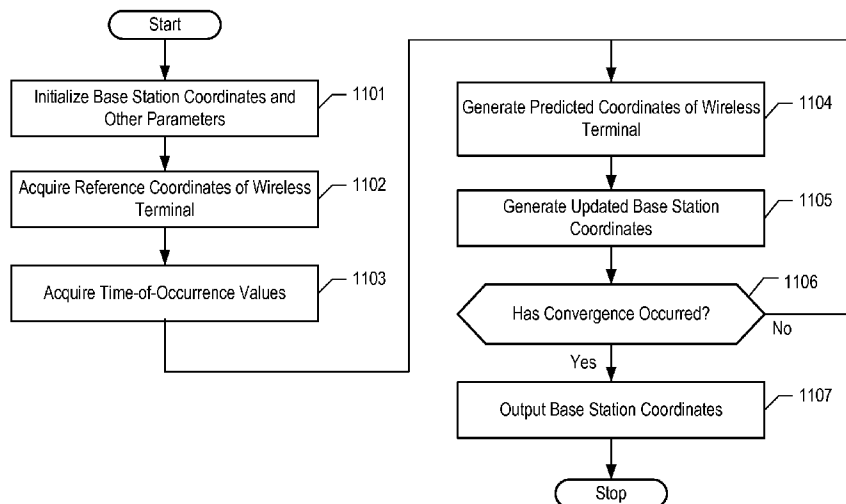 Start
Initialize Base Station Coordinates and
Other Parameters
1101
Acquire Reference Coordinates of Wireless
Terminal
1102
Acquire Time-of-Occurrence Values
1103
Generate Predicted Coordinates of Wireless
Terminal
1104
Generate Updated Base Station
Coordinates
1105
Has Convergence Occurred?
1106
No
Yes
Output Base Station Coordinates
1107
Stop